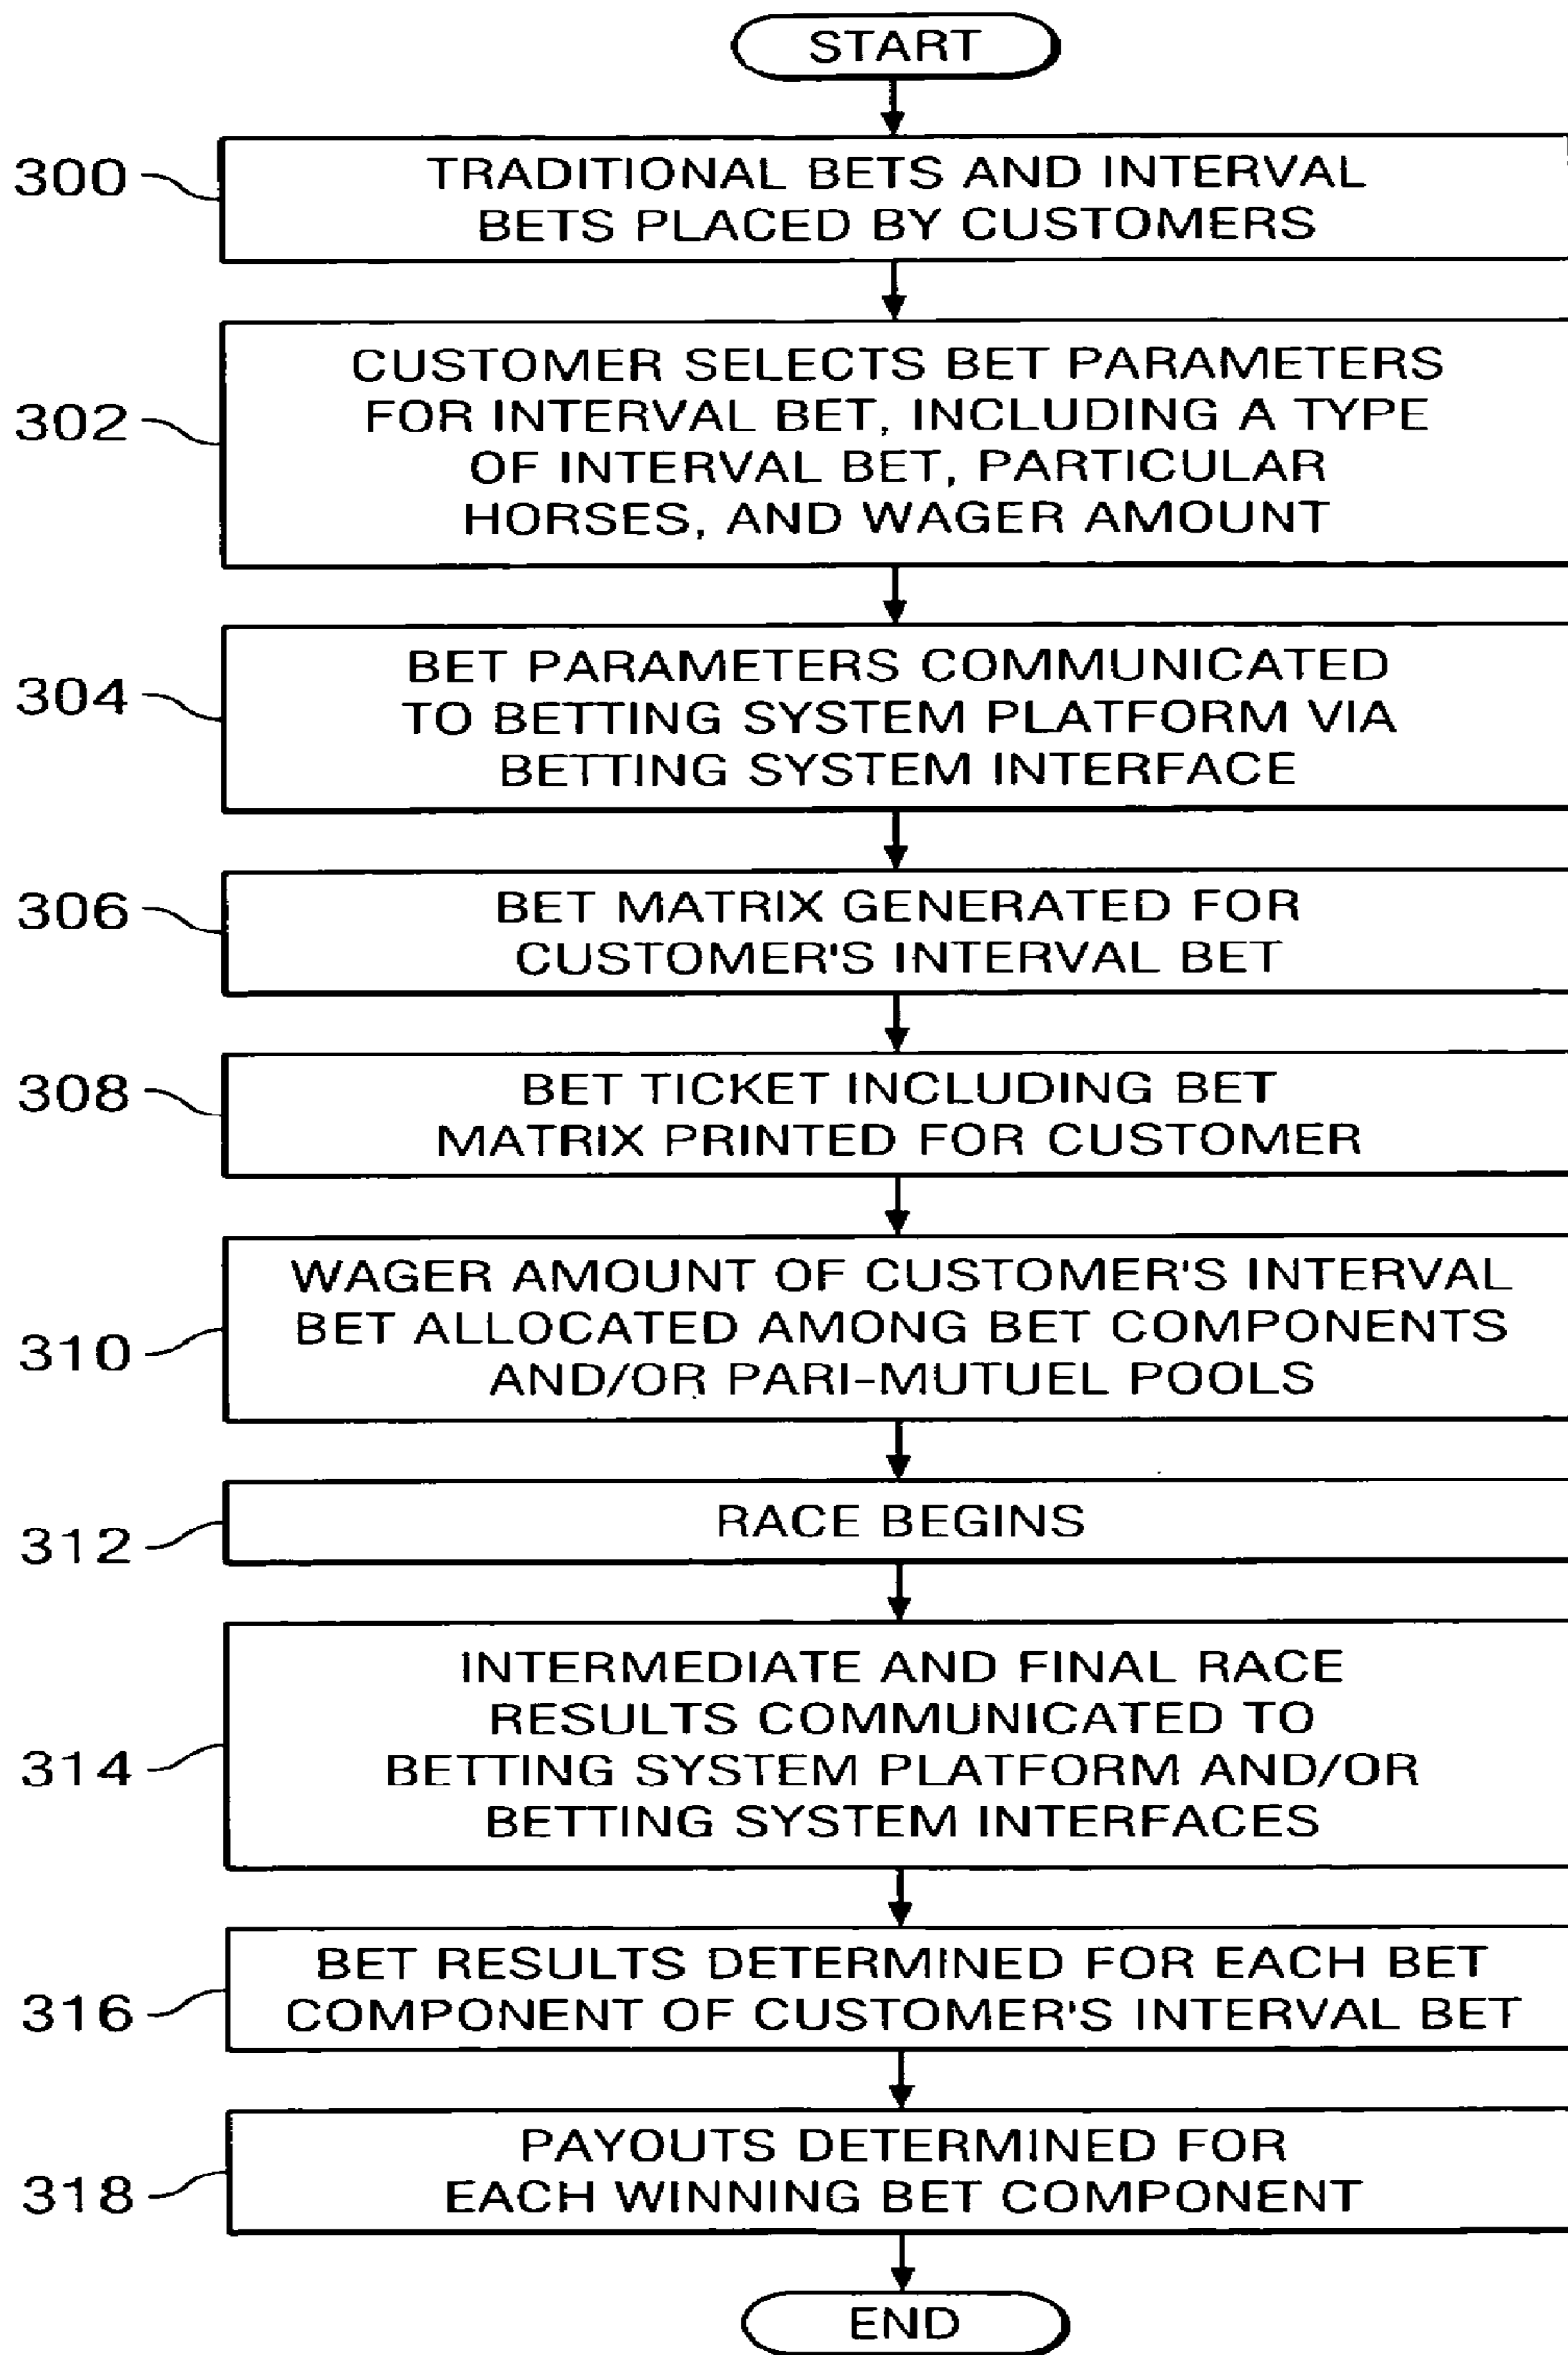 START
300
TRADITIONAL BETS AND INTERVAL
BETS PLACED BY CUSTOMERS
302
CUSTOMER SELECTS BET PARAMETERS
FOR INTERVAL BET, INCLUDING A TYPE
OF INTERVAL BET, PARTICULAR
HORSES, AND WAGER AMOUNT
304
BET PARAMETERS COMMUNICATED
TO BETTING SYSTEM PLATFORM VIA
BETTING SYSTEM INTERFACE
306
BET MATRIX GENERATED FOR
CUSTOMER'S INTERVAL BET
308
BET TICKET INCLUDING BET
MATRIX PRINTED FOR CUSTOMER
310
WAGER AMOUNT OF CUSTOMER'S INTERVAL
BET ALLOCATED AMONG BET COMPONENTS
AND/OR PARI-MUTUEL POOLS
312
RACE BEGINS
314
INTERMEDIATE AND FINAL RACE
RESULTS COMMUNICATED TO
BETTING SYSTEM PLATFORM AND/OR
BETTING SYSTEM INTERFACES
316
BET RESULTS DETERMINED FOR EACH BET
COMPONENT OF CUSTOMER'S INTERVAL BET
318
PAYOUTS DETERMINED FOR
EACH WINNING BET COMPONENT
END